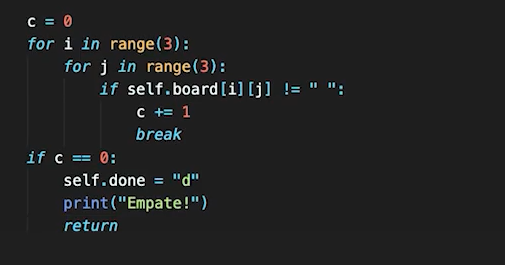 c = 0
for i in range(3):
    for j in range(3):
        if self.board[i][j] != " ":
            c += 1
            break
if c == 0:
    self.done = "d"
    print("Empate!")
    return